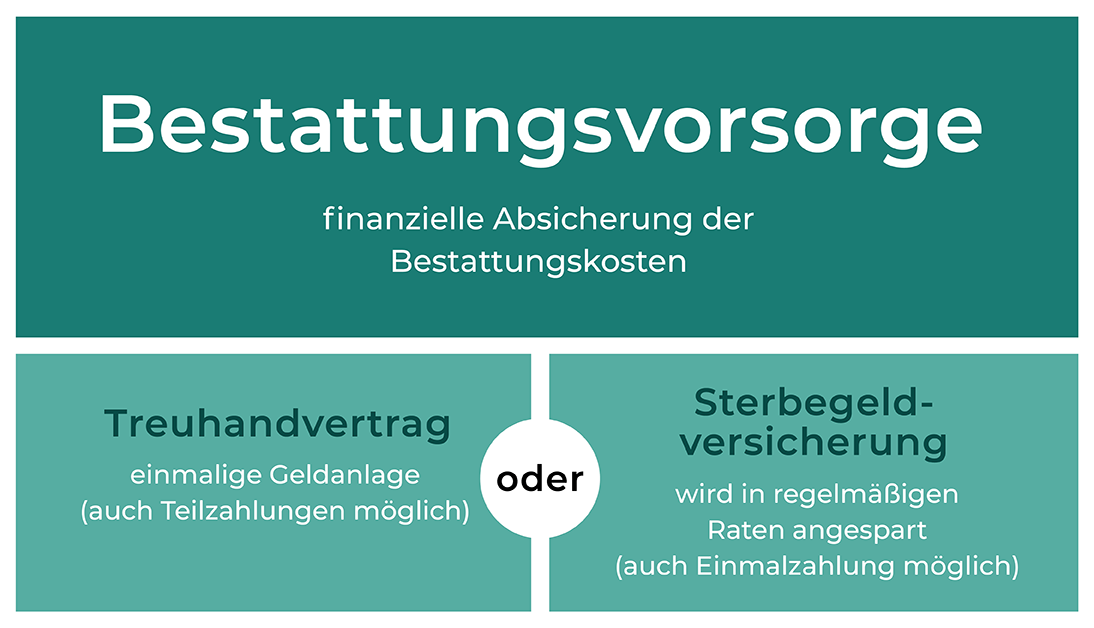 Bestattungsvorsorge
finanzielle Absicherung der
Bestattungskosten
Treuhandvertrag
einmalige Geldanlage
(auch Teilzahlungen möglich)
oder
Sterbegeld-
versicherung
wird in regelmäßigen
Raten angespart
(auch Einmalzahlung möglich)